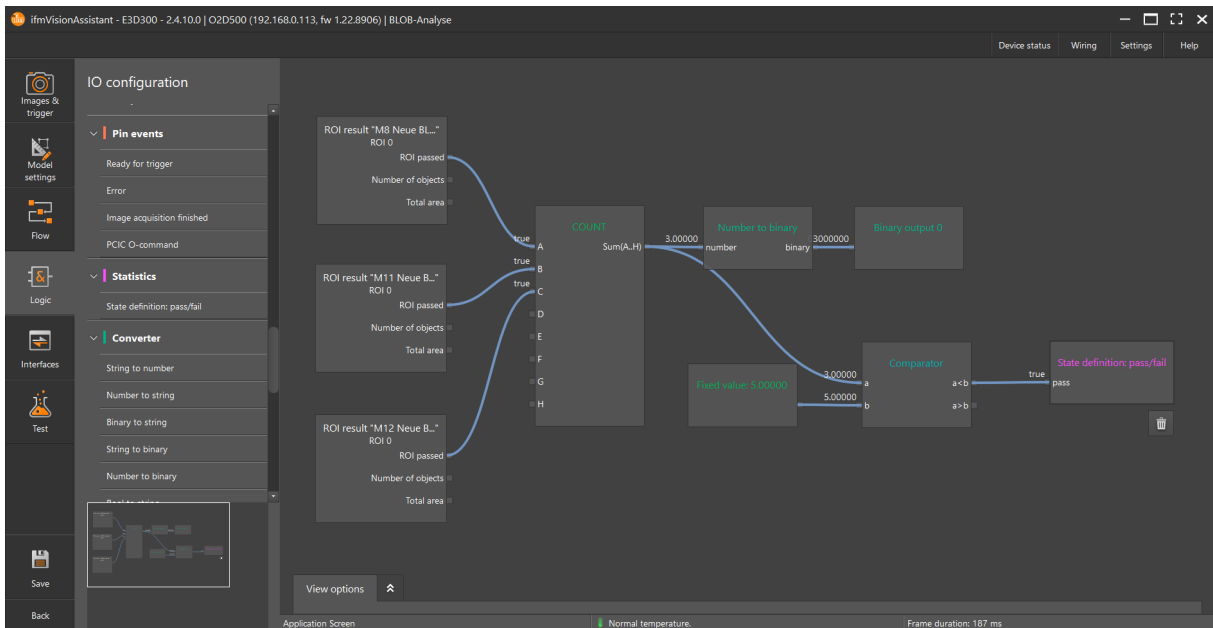 ifmVisionAssistant - E3D300 - 2.4.10.0 | O2D500 (192.168.0.113, fw 1.22.8906) | BLOB-Analyse
Device status Wiring Settings Help
Images & trigger
Model settings
Flow
Logic
Interfaces
Test
Save
Back
IO configuration
Pin events
Ready for trigger
Error
Image acquisition finished
PCIC O-command
Statistics
State definition: pass/fail
Converter
String to number
Number to string
Binary to string
String to binary
Number to binary
ROI result "M8 Neue BL..."
ROI 0
ROI passed
Number of objects
Total area
ROI result "M11 Neue B..."
ROI 0
ROI passed
Number of objects
Total area
ROI result "M12 Neue B..."
ROI 0
ROI passed
Number of objects
Total area
COUNT
true A Sum(A..H) 3.00000
true B
true C
D
E
F
G
H
Number to binary
number binary 3000000
Binary output 0
Fixed value: 5.00000
Comparator
3.00000 a a<b true
5.00000 b a>b
State definition: pass/fail
pass
View options
Application Screen Normal temperature. Frame duration: 187 ms